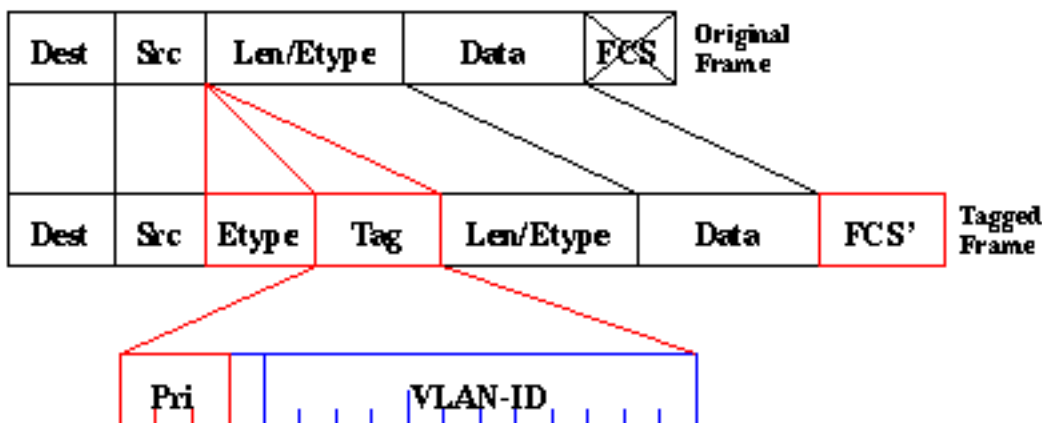 Dest Src Len/Etype Data FCS Original
Frame
Dest Src Etype Tag Len/Etype Data FCS’ Tagged
Frame
Pri VLAN-ID